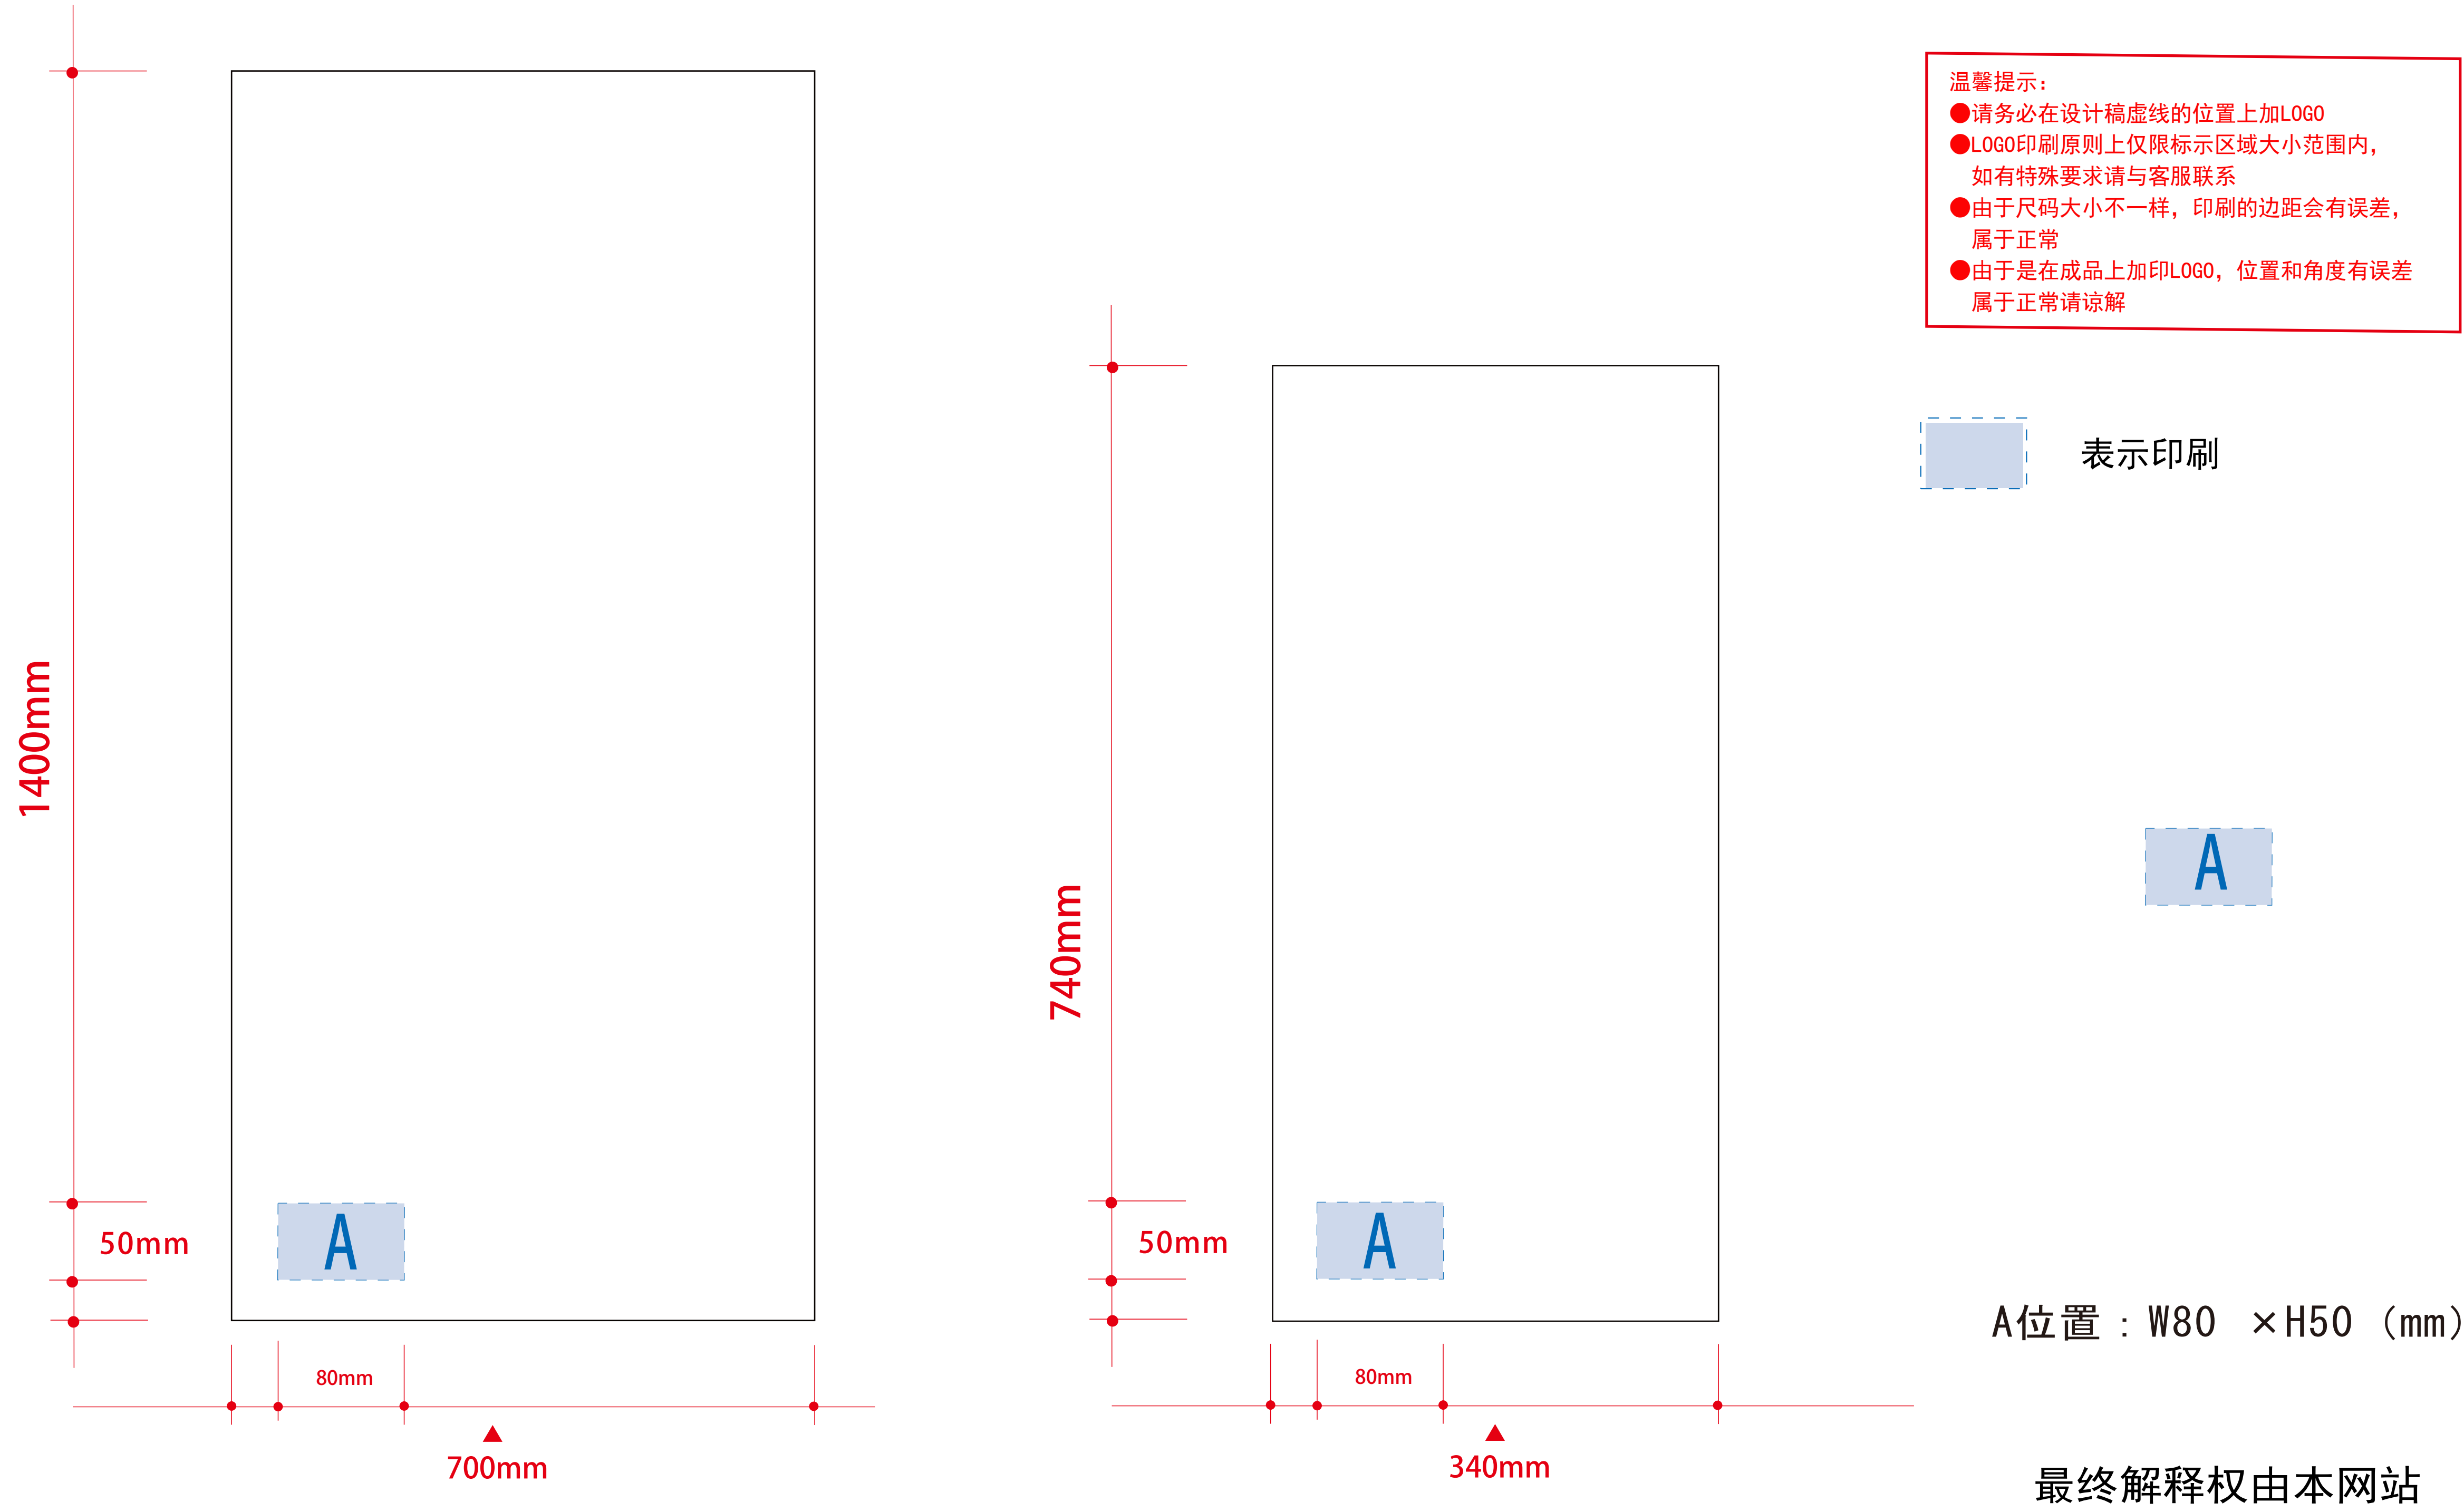 温馨提示：
●请务必在设计稿虚线的位置上加LOGO
●LOGO印刷原则上仅限标示区域大小范围内，
如有特殊要求请与客服联系
●由于尺码大小不一样，印刷的边距会有误差，
属于正常
●由于是在成品上加印LOGO，位置和角度有误差
属于正常请谅解
表示印刷
1400mm
740mm
A
50mm
A
50mm
A
80mm
700mm
80mm
340mm
A位置：W80 ×H50 (mm)
最终解释权由本网站